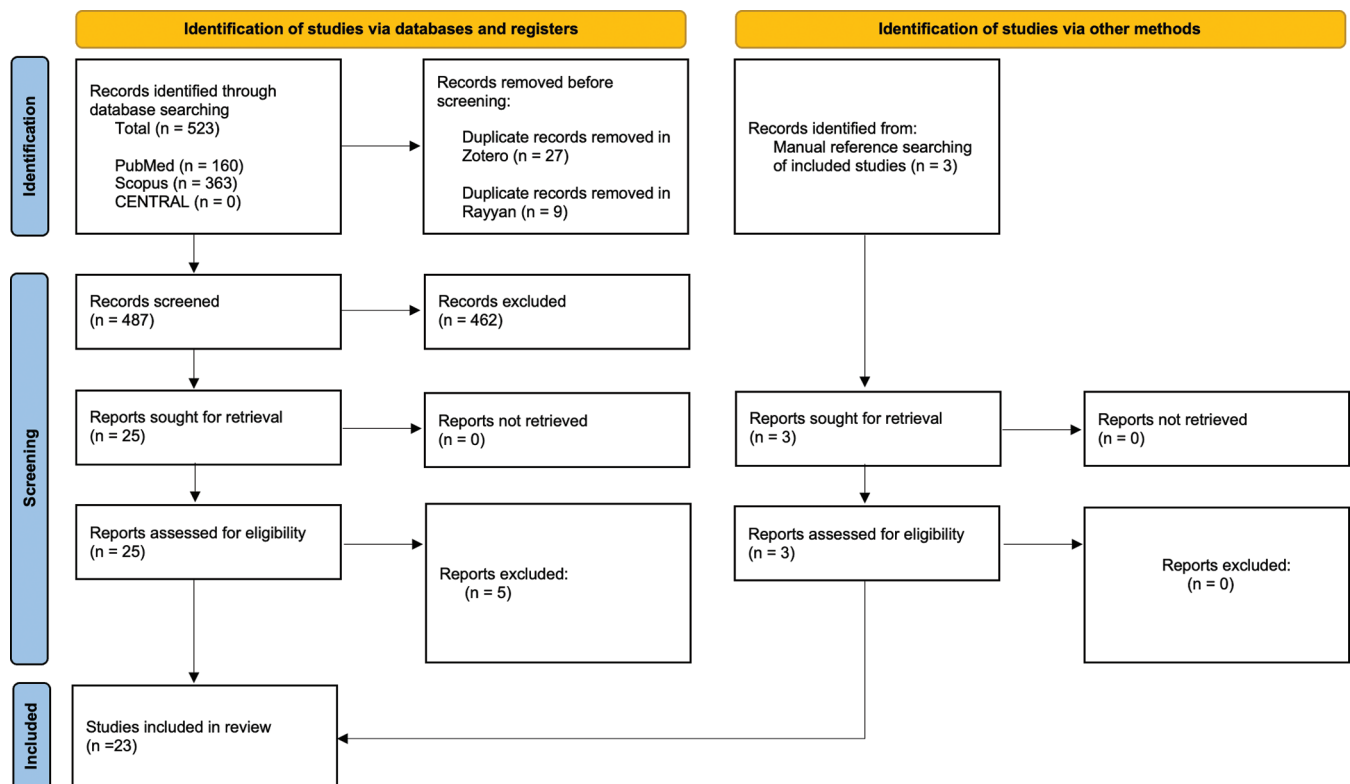 Identification of studies via databases and registers
Identification of studies via other methods
Identification
Records identified through
database searching
Total (n = 523)
PubMed (n = 160)
Scopus (n = 363)
CENTRAL (n = 0)
Records removed before
screening:
Duplicate records removed in
Zotero (n = 27)
Duplicate records removed in
Rayyan (n = 9)
Records identified from:
Manual reference searching
of included studies (n = 3)
Screening
Records screened
(n = 487)
Records excluded
(n = 462)
Reports sought for retrieval
(n = 25)
Reports not retrieved
(n = 0)
Reports sought for retrieval
(n = 3)
Reports not retrieved
(n = 0)
Reports assessed for eligibility
(n = 25)
Reports excluded:
(n = 5)
Reports assessed for eligibility
(n = 3)
Reports excluded:
(n = 0)
Included
Studies included in review
(n =23)